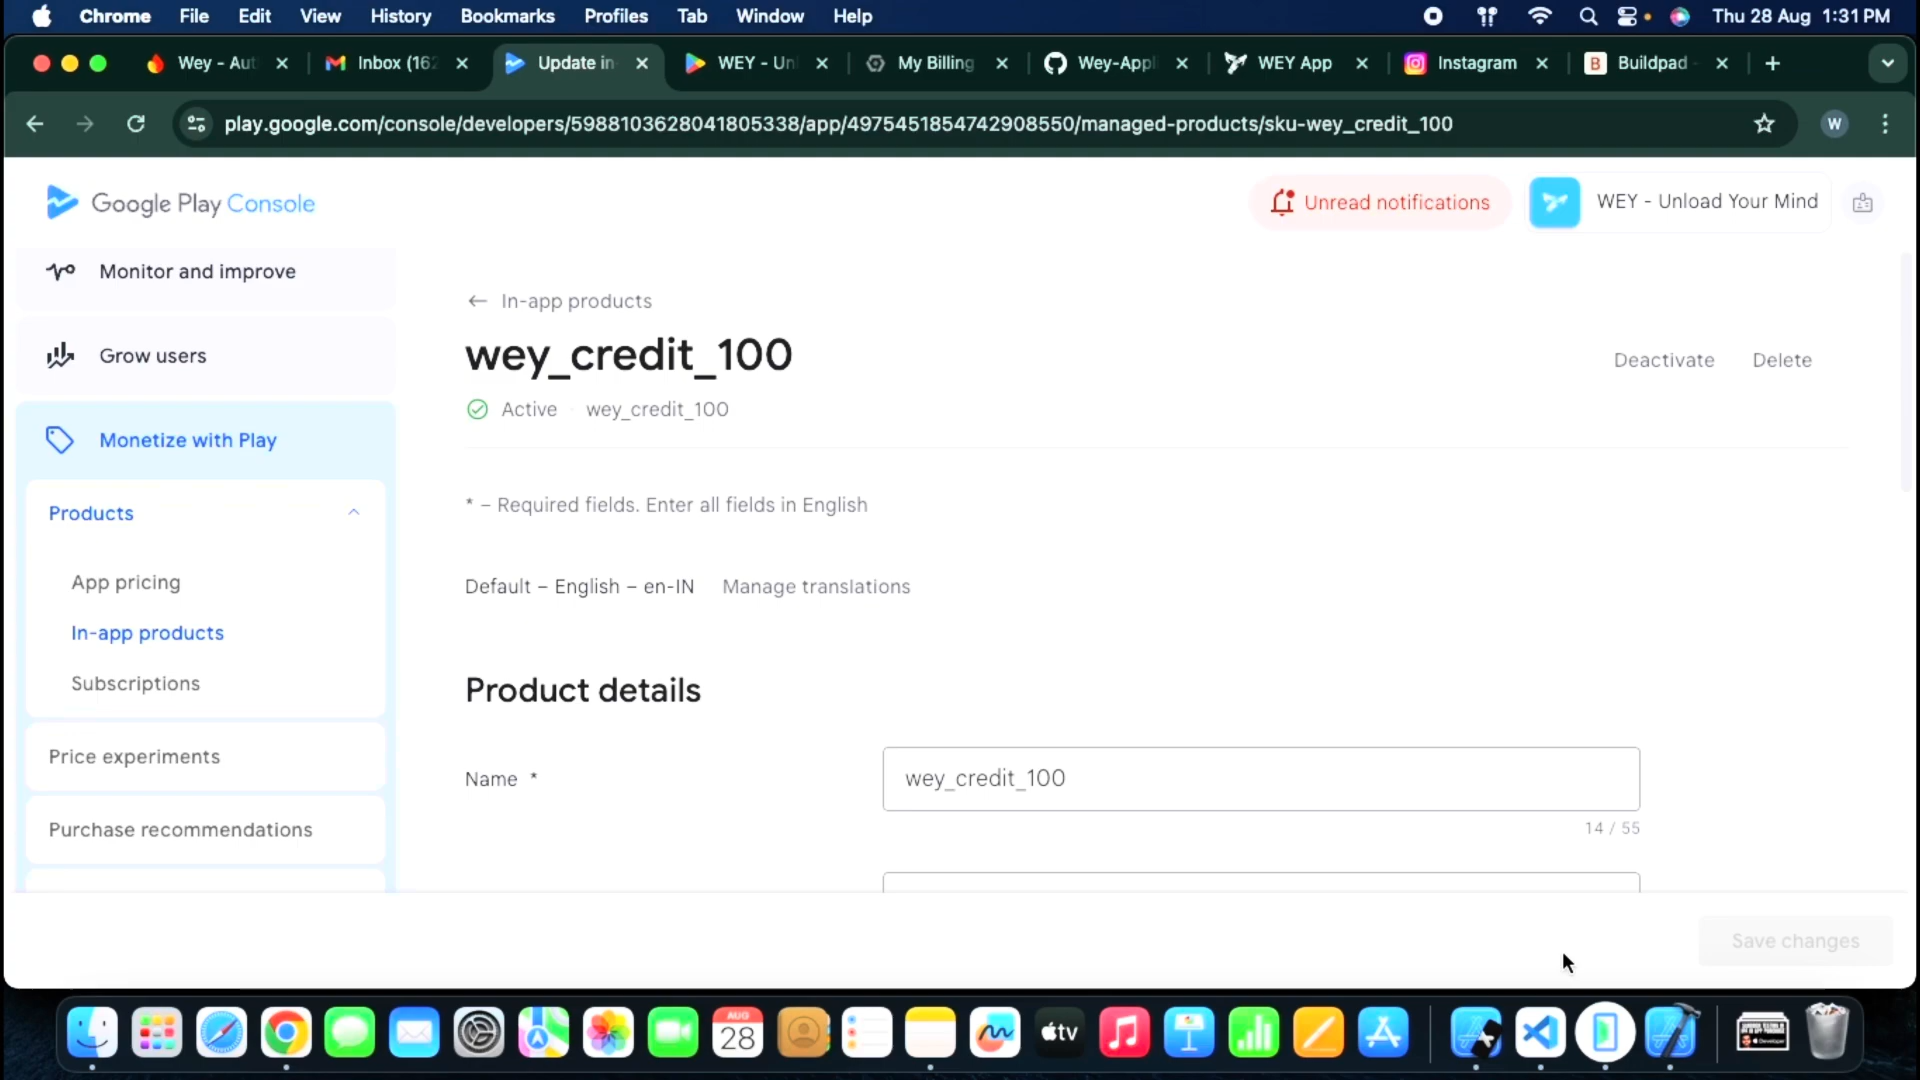 Chrome File Edit View History Bookmarks Profiles Tab Window Help Thu 28 Aug 1:31 PM
Wey - Aut Inbox (162 Update in WEY - Un My Billing Wey-Appl WEY App Instagram Buildpad
play.google.com/console/developers/5988103628041805338/app/4975451854742908550/managed-products/sku-wey_credit_100 W
Google Play Console
Unread notifications
WEY - Unload Your Mind
Monitor and improve
Grow users
Monetize with Play
Products
App pricing
In-app products
Subscriptions
Price experiments
Purchase recommendations
In-app products
wey_credit_100
Deactivate Delete
Active · wey_credit_100
* – Required fields. Enter all fields in English
Default – English – en-IN Manage translations
Product details
Name *
wey_credit_100
14 / 55
Save changes
AUG
28
tv